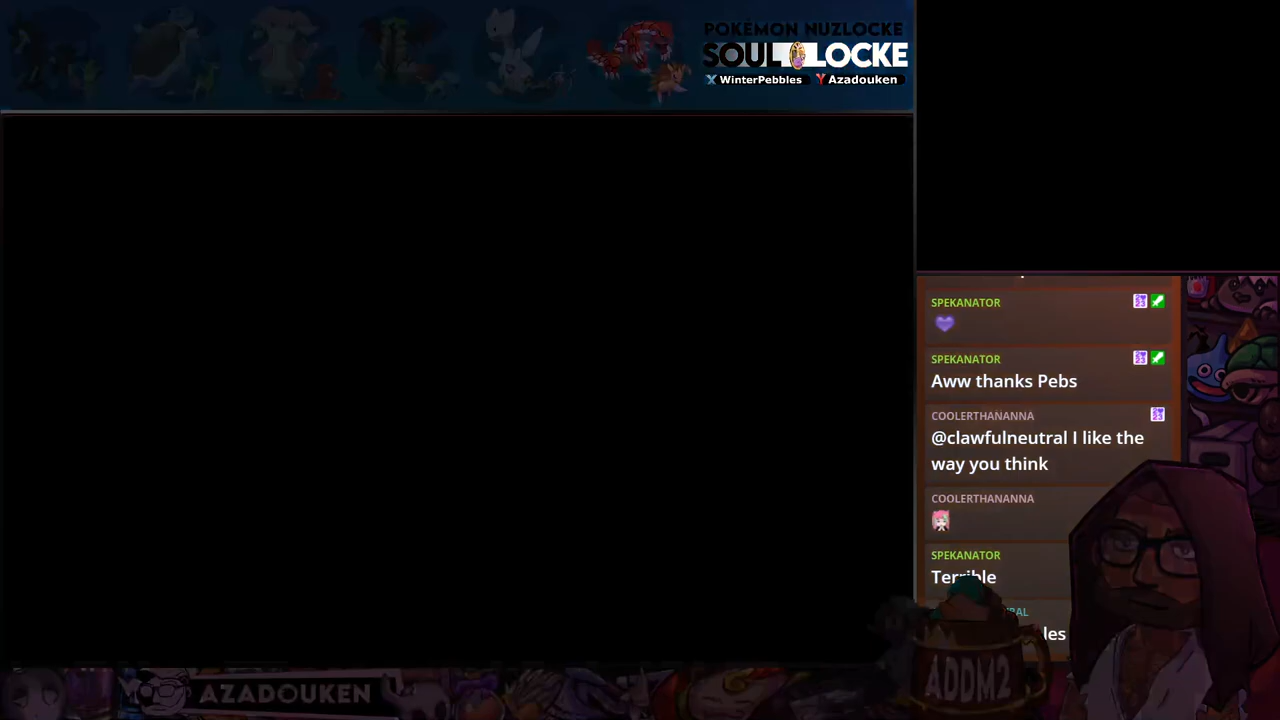 POKÉMON NUZLOCKE
SOUL LOCKE
WinterPebbles Azadouken
SPEKANATOR
SPEKANATOR
Aww thanks Pebs
COOLERTHANANNA
@clawfulneutral I like the
way you think
COOLERTHANANNA
SPEKANATOR
Terrible
AZADOUKEN
ADDM2